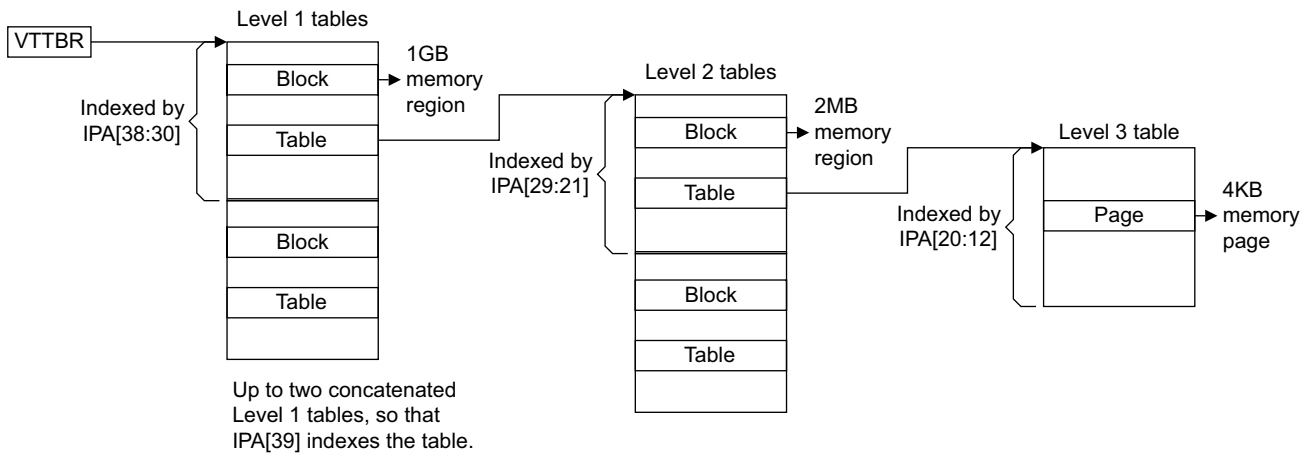 Level 1 tables
VTTBR
Block
1GB
memory
region
Indexed by
IPA[38:30]
Table
Block
Table
Up to two concatenated
Level 1 tables, so that
IPA[39] indexes the table.
Level 2 tables
Block
2MB
memory
region
Indexed by
IPA[29:21]
Table
Block
Table
Level 3 table
Indexed by
IPA[20:12]
Page
4KB
memory
page